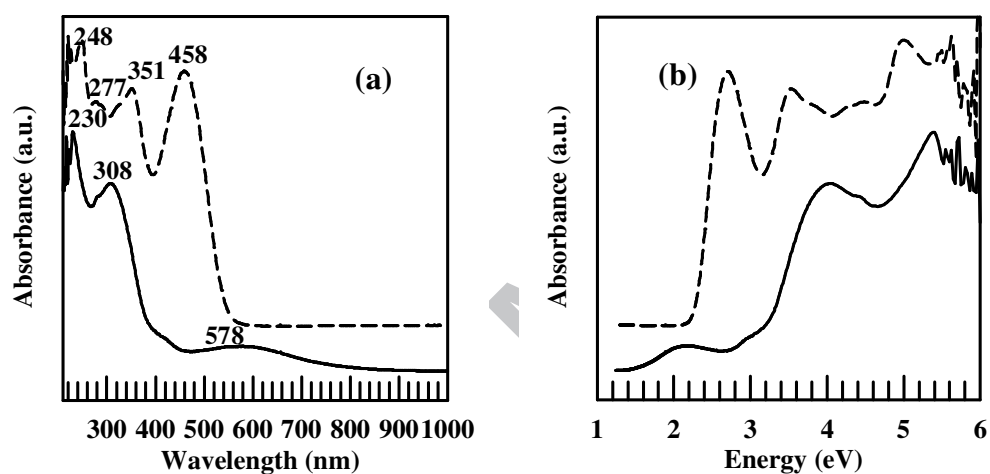 248
458
351
277
230
308
578
(a)
Absorbance (a.u.)
300 400 500 600 700 800 900 1000
Wavelength (nm)
(b)
Absorbance (a.u.)
1 2 3 4 5 6
Energy (eV)